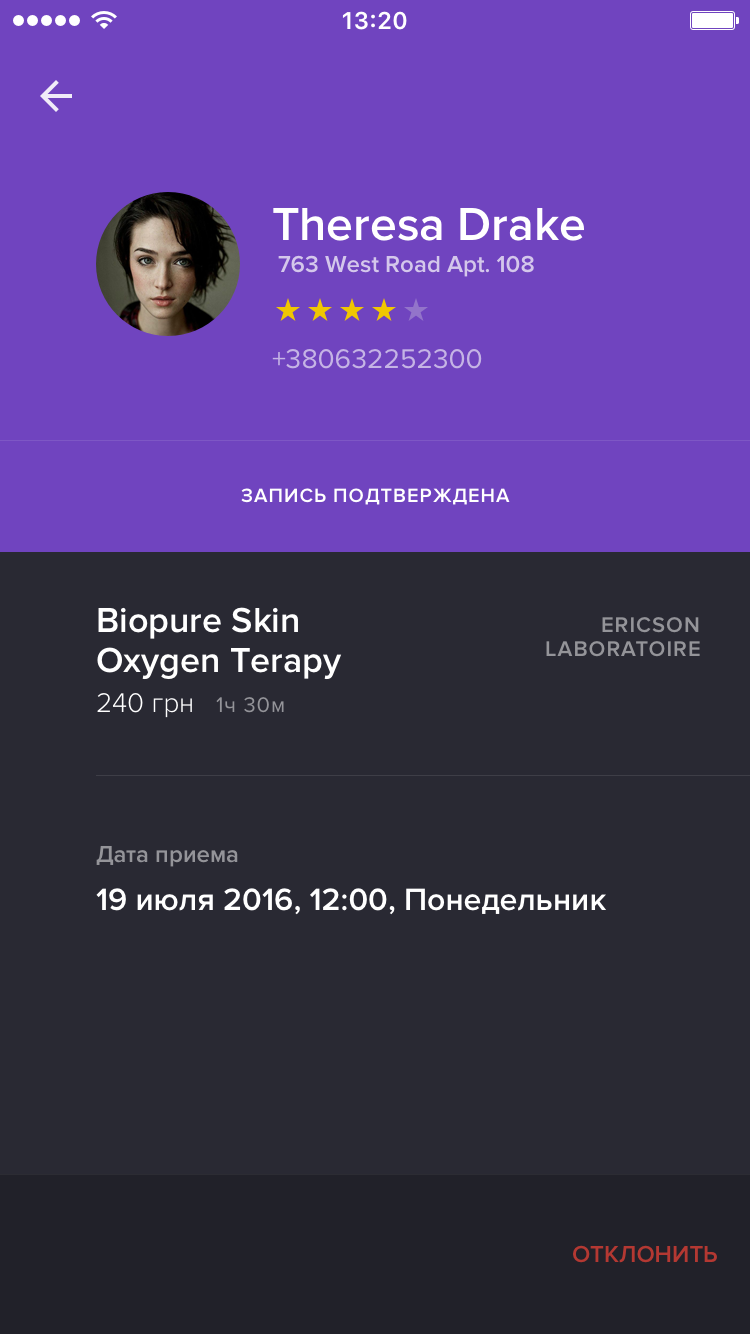 13:20
Theresa Drake
763 West Road Apt. 108
+380632252300
ЗАПИСЬ ПОДТВЕРЖДЕНА
Biopure Skin
Oxygen Terapy
ERICSON
LABORATOIRE
240 грн 1ч 30м
Дата приема
19 июля 2016, 12:00, Понедельник
ОТКЛОНИТЬ